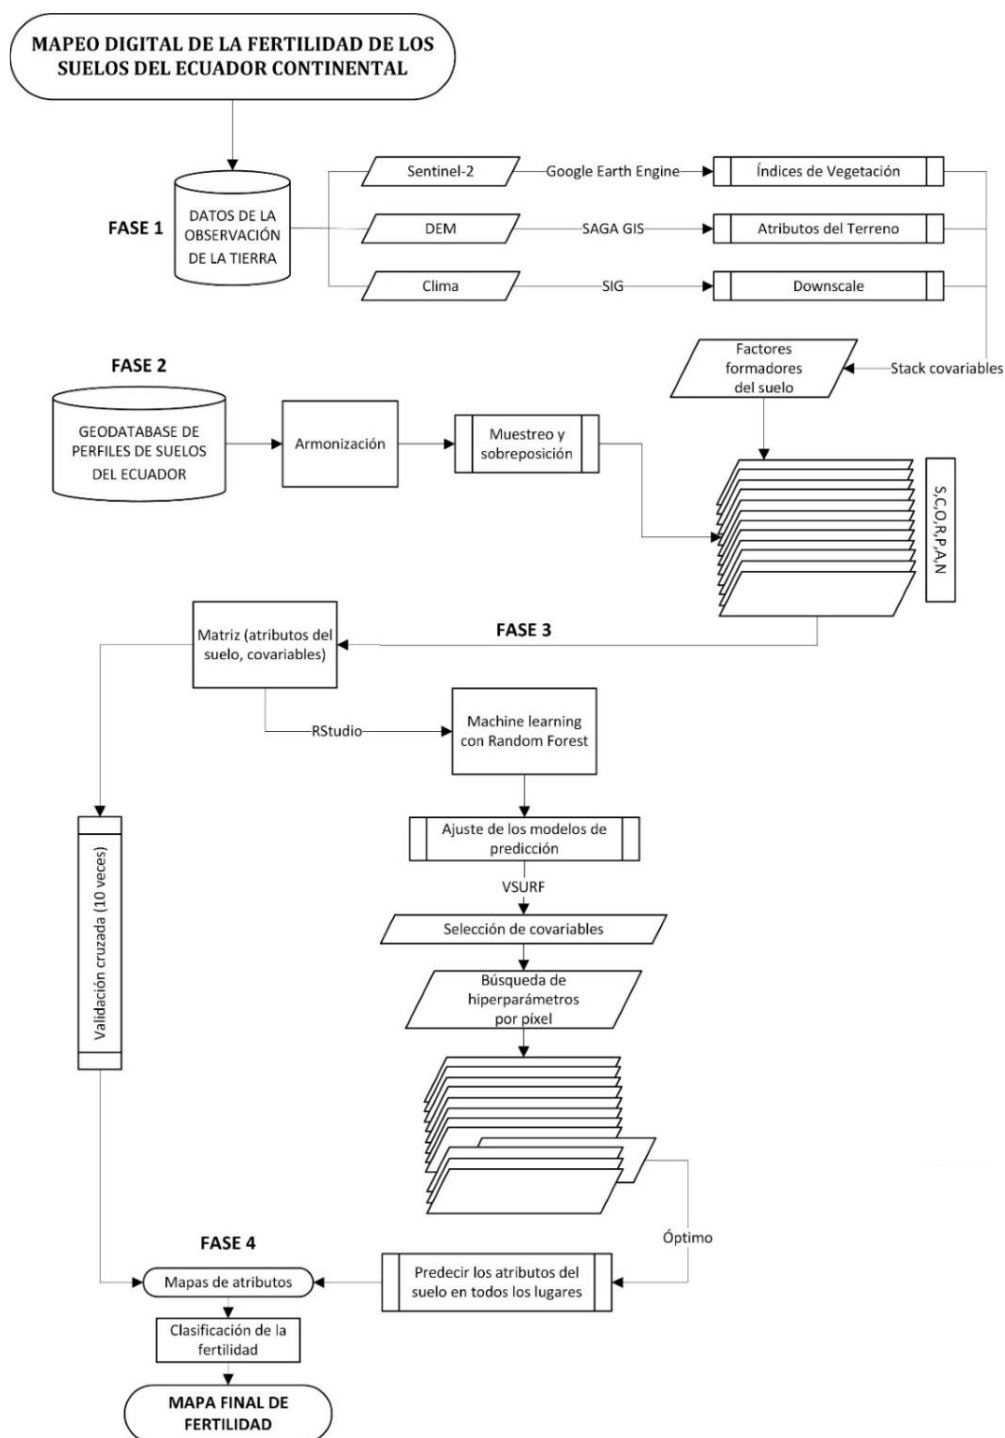 MAPEO DIGITAL DE LA FERTILIDAD DE LOS
SUELOS DEL ECUADOR CONTINENTAL
FASE 1
DATOS DE LA
OBSERVACIÓN
DE LA TIERRA
Sentinel-2
Google Earth Engine
Índices de Vegetación
DEM
SAGA GIS
Atributos del Terreno
Clima
SIG
Downscale
Factores
formadores
del suelo
Stack covariables
FASE 2
GEODATABASE DE
PERFILES DE SUELOS
DEL ECUADOR
Armonización
Muestreo y
sobreposición
S,C,O,R,P,A,N
FASE 3
Matriz (atributos del
suelo, covariables)
RStudio
Machine learning
con Random Forest
Ajuste de los modelos de
predicción
VSURF
Selección de covariables
Búsqueda de
hiperparámetros
por píxel
Validación cruzada (10 veces)
Óptimo
FASE 4
Predecir los atributos del
suelo en todos los lugares
Mapas de atributos
Clasificación de la
fertilidad
MAPA FINAL DE
FERTILIDAD